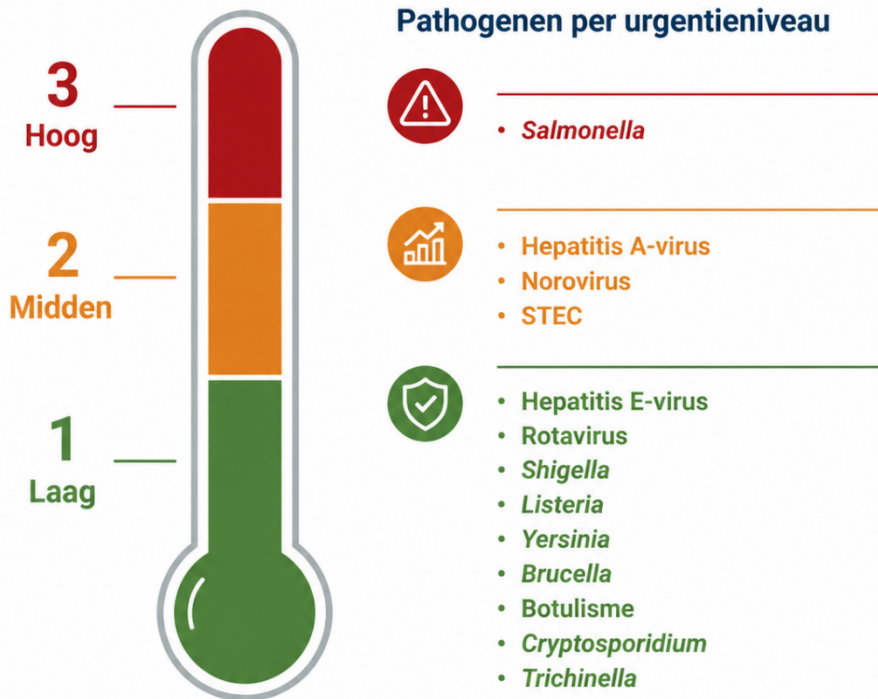 Pathogenen per urgentieniveau
3
Hoog
• Salmonella
2
Midden
• Hepatitis A-virus
• Norovirus
• STEC
1
Laag
• Hepatitis E-virus
• Rotavirus
• Shigella
• Listeria
• Yersinia
• Brucella
• Botulisme
• Cryptosporidium
• Trichinella